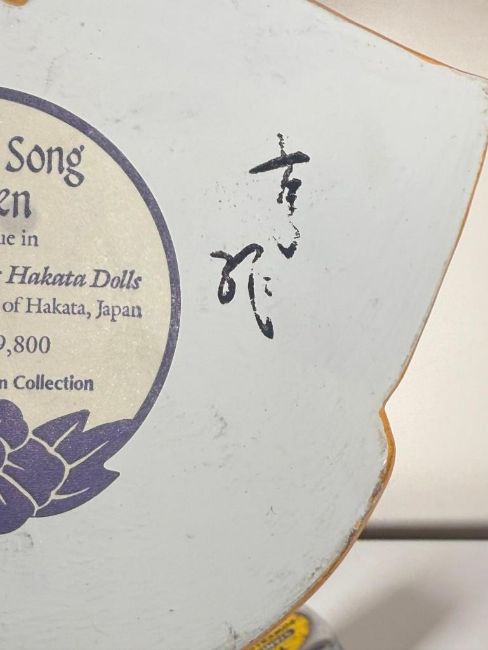 Song
en
ue in
Hakata Dolls
of Hakata, Japan
9,800
n Collection